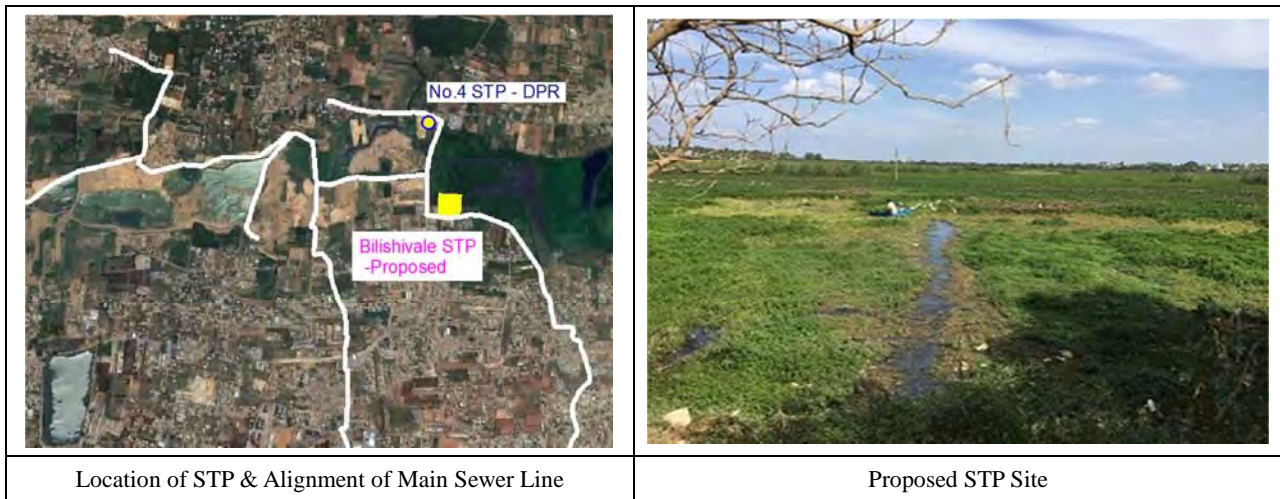 No.4 STP - DPR
Bilishivale STP
-Proposed
Location of STP & Alignment of Main Sewer Line
Proposed STP Site